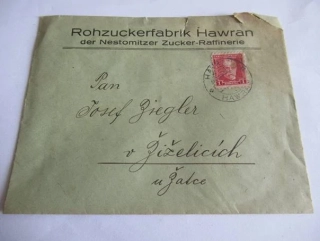 Rohzuckerfabrik Hawran
der Nestomitzer Zucker-Raffinerie
Pan
Josef Ziegler
v Žiželicích
u Žatce